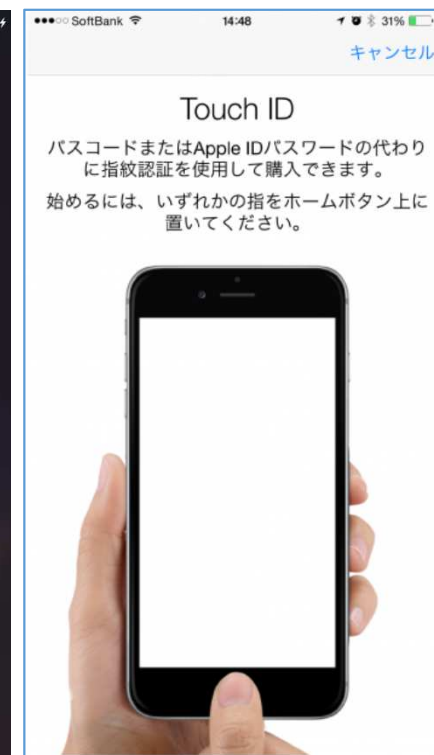 SoftBank 14:48 31%
キャンセル
Touch ID
パスコードまたはApple IDパスワードの代わり
に指紋認証を使用して購入できます。
始めるには、いずれかの指をホームボタン上に
置いてください。